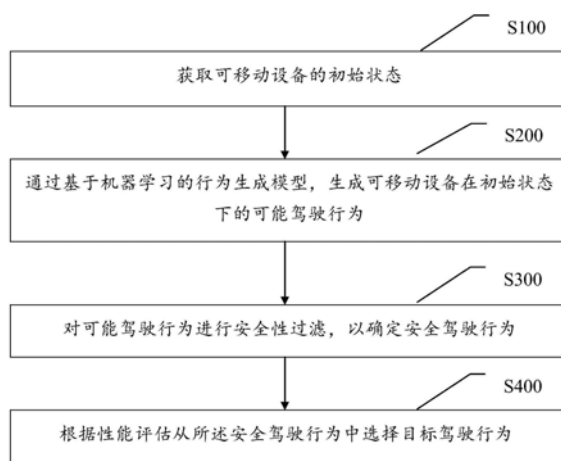 S100
获取可移动设备的初始状态
S200
通过基于机器学习的行为生成模型，生成可移动设备在初始状态
下的可能驾驶行为
S300
对可能驾驶行为进行安全性过滤，以确定安全驾驶行为
S400
根据性能评估从所述安全驾驶行为中选择目标驾驶行为